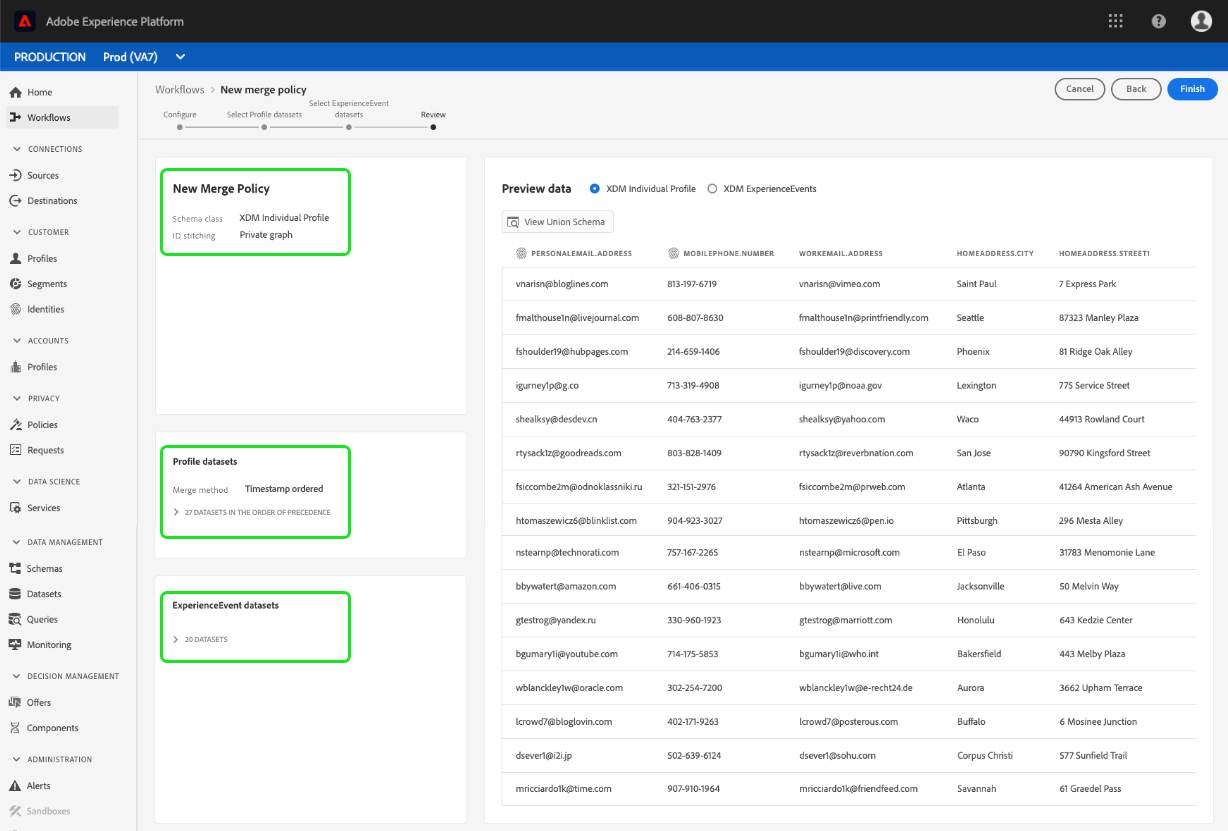 Adobe Experience Platform
PRODUCTION Prod (VA7)
Home
Workflows
CONNECTIONS
Sources
Destinations
CUSTOMER
Profiles
Segments
Identities
ACCOUNTS
Profiles
PRIVACY
Policies
Requests
DATA SCIENCE
Services
DATA MANAGEMENT
Schemas
Datasets
Queries
Monitoring
DECISION MANAGEMENT
Offers
Components
ADMINISTRATION
Alerts
Sandboxes
Workflows > New merge policy
Cancel Back Finish
Configure
Select Profile datasets
Select ExperienceEvent
datasets
Review
New Merge Policy
Schema class XDM Individual Profile
ID stitching Private graph
Profile datasets
Merge method Timestamp ordered
27 DATASETS IN THE ORDER OF PRECEDENCE
ExperienceEvent datasets
20 DATASETS
Preview data XDM Individual Profile XDM ExperienceEvents
View Union Schema
PERSONALEMAIL.ADDRESS MOBILEPHONE.NUMBER WORKEMAIL.ADDRESS HOMEADDRESS.CITY HOMEADDRESS.STREET1
vnarisn@bloglines.com 813-197-6719 vnarisn@vimeo.com Saint Paul 7 Express Park
fmalthouse1n@livejournal.com 608-807-8630 fmalthouse1n@printfriendly.com Seattle 87323 Manley Plaza
fshoulder19@hubpages.com 214-659-1406 fshoulder19@discovery.com Phoenix 81 Ridge Oak Alley
igurney1p@g.co 713-319-4908 igurney1p@noaa.gov Lexington 775 Service Street
shealksy@desdev.cn 404-763-2377 shealksy@yahoo.com Waco 44913 Rowland Court
rtysack1z@goodreads.com 803-828-1409 rtysack1z@reverbnation.com San Jose 90790 Kingsford Street
fsiccombe2m@odnoklassniki.ru 321-151-2976 fsiccombe2m@prweb.com Atlanta 41264 American Ash Avenue
htomaszewicz6@blinklist.com 904-923-3027 htomaszewicz6@pen.io Pittsburgh 296 Mesta Alley
nstearnp@technorati.com 757-167-2265 nstearnp@microsoft.com El Paso 31783 Menomonie Lane
bbywatert@amazon.com 661-406-0315 bbywatert@live.com Jacksonville 50 Melvin Way
gtestrog@yandex.ru 330-960-1923 gtestrog@marriott.com Honolulu 643 Kedzie Center
bgumary1i@youtube.com 714-175-5853 bgumary1i@who.int Bakersfield 443 Melby Plaza
wblanckley1w@oracle.com 302-254-7200 wblanckley1w@e-recht24.de Aurora 3662 Upham Terrace
lcrowd7@bloglovin.com 402-171-9263 lcrowd7@posterous.com Buffalo 6 Mosinee Junction
dsever1@i2i.jp 502-639-6124 dsever1@sohu.com Corpus Christi 577 Sunfield Trail
mricciardo1k@time.com 907-910-1964 mricciardo1k@friendfeed.com Savannah 61 Graedel Pass